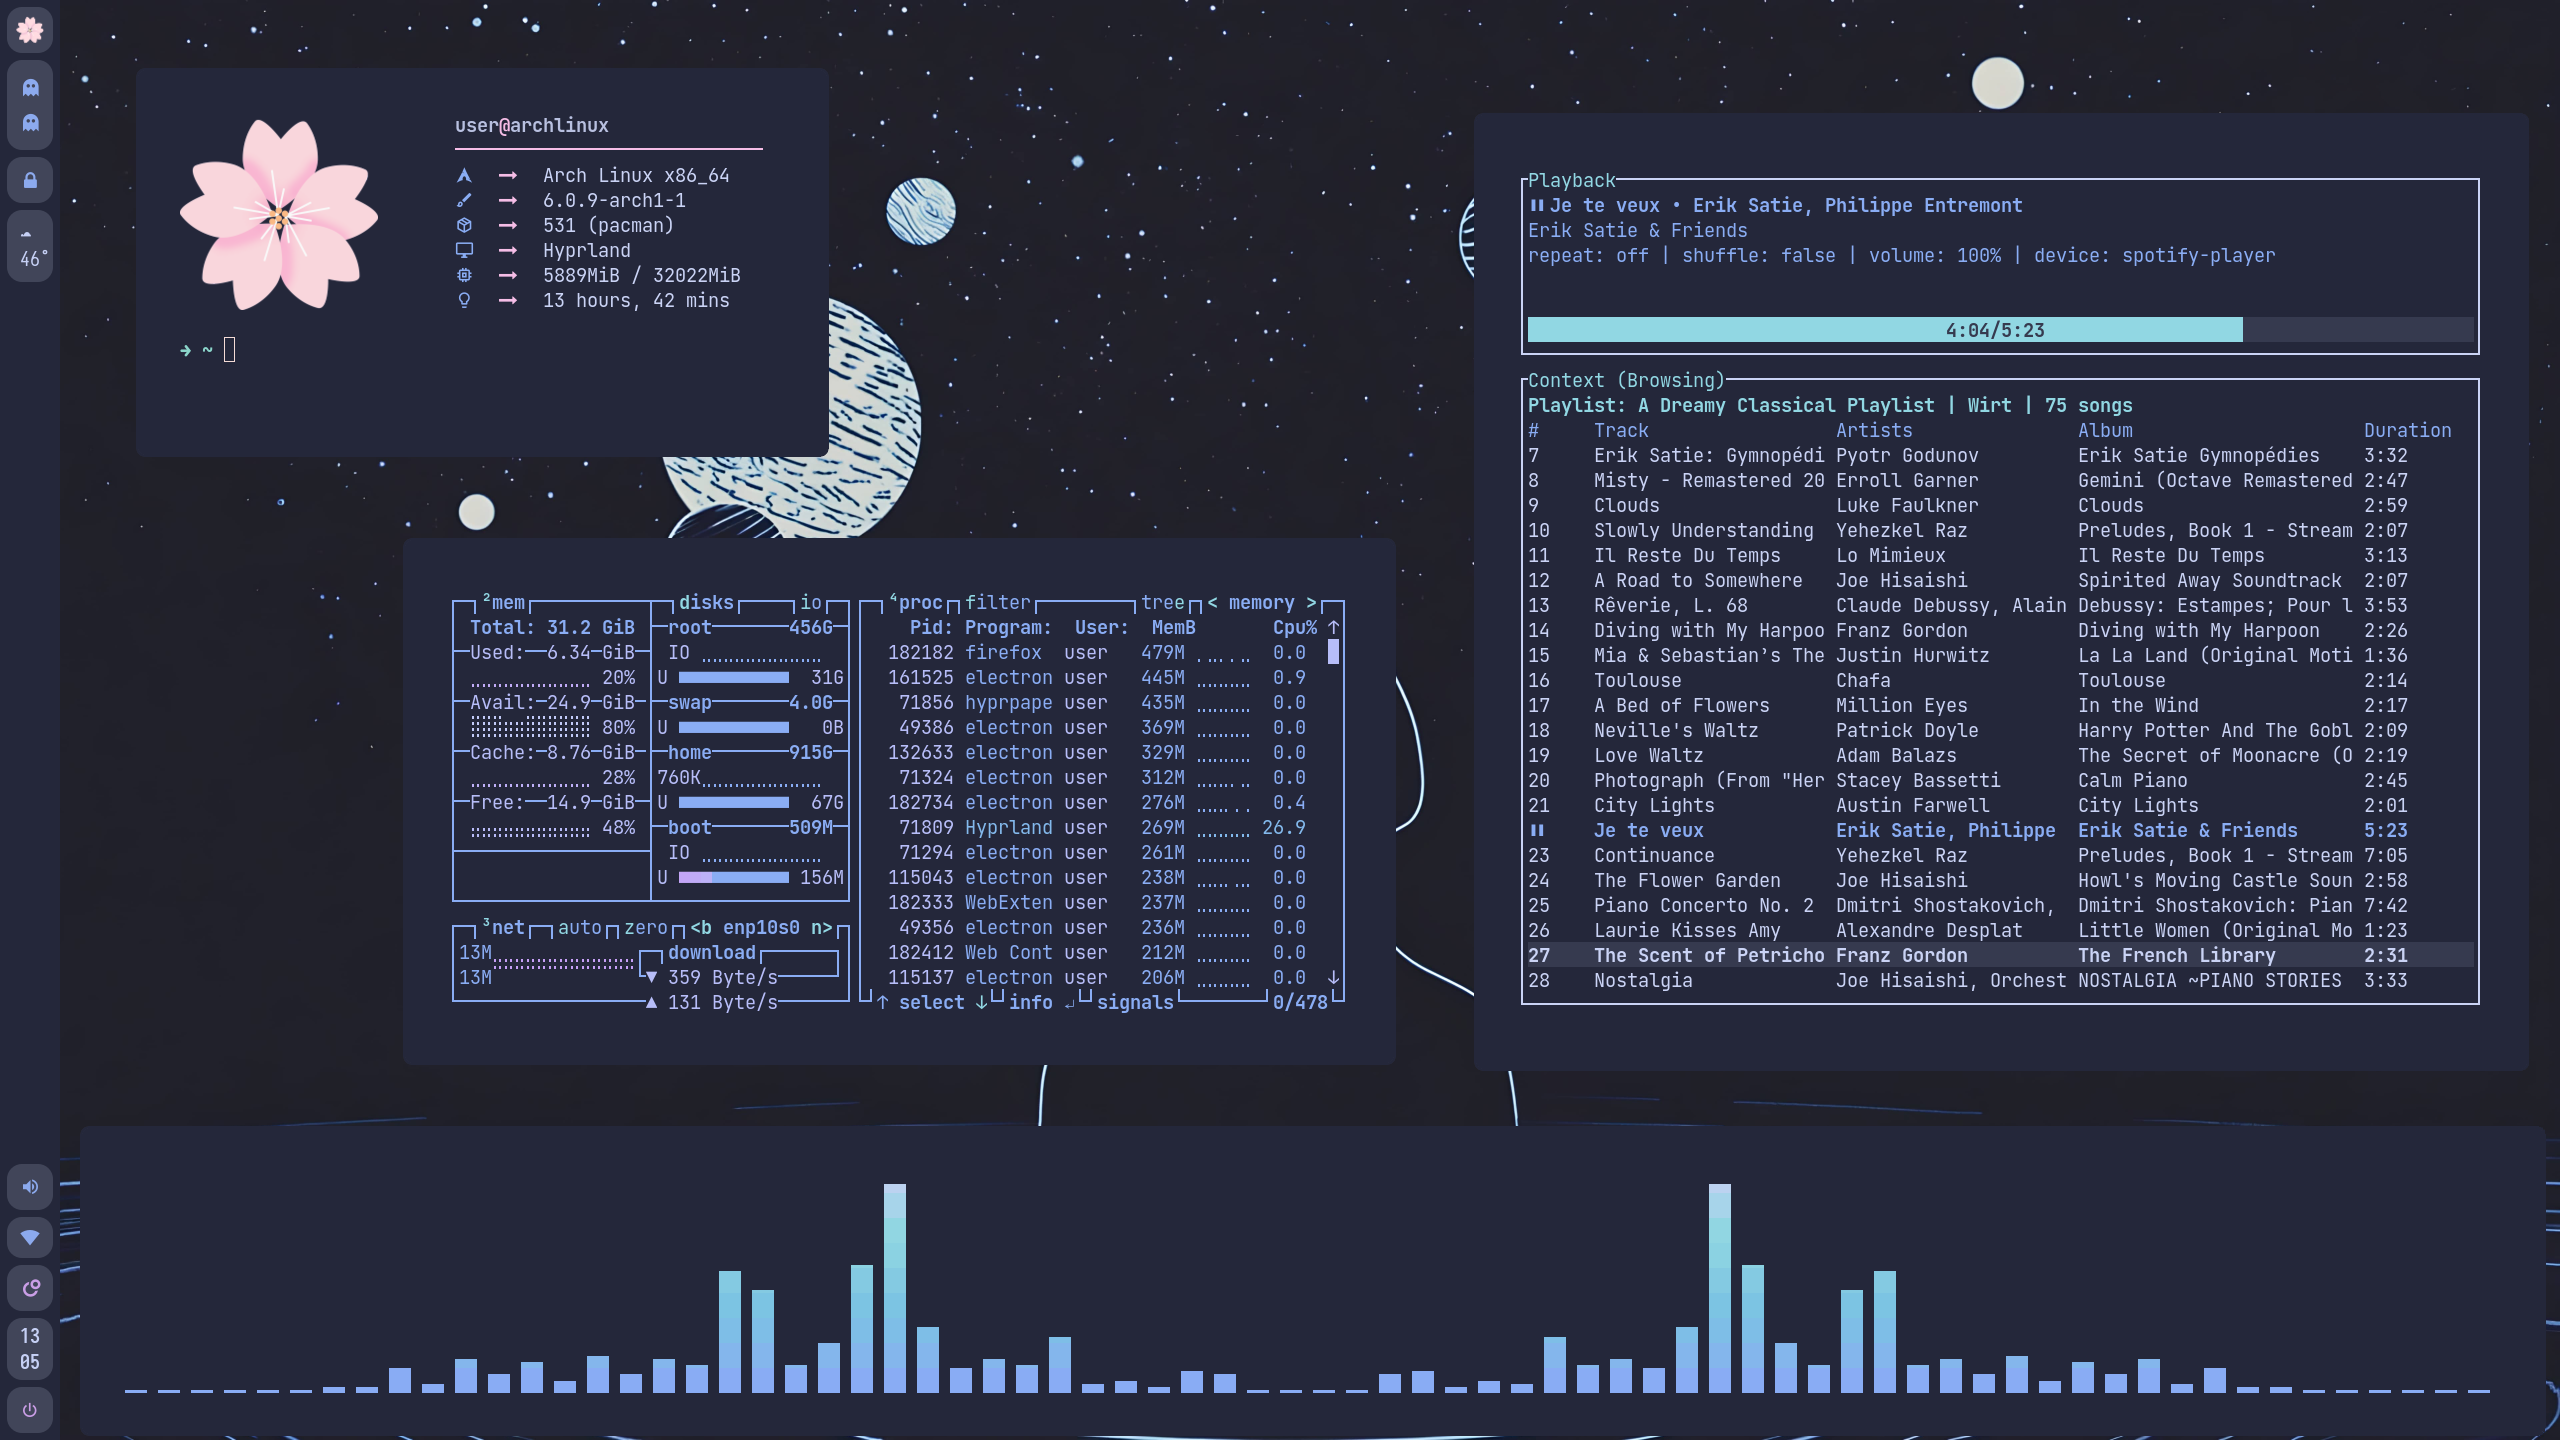 46°
13
05
user@archlinux
Arch Linux x86_64
6.0.9-arch1-1
531 (pacman)
Hyprland
5889MiB / 32022MiB
13 hours, 42 mins
➜ ~
²mem
Total: 31.2 GiB
Used: 6.34 GiB
20%
Avail: 24.9 GiB
80%
Cache: 8.76 GiB
28%
Free: 14.9 GiB
48%
disks io
root 456G
IO
U 31G
swap 4.0G
U 0B
home 915G
760K
U 67G
boot 509M
IO
U 156M
³net auto zero <b enp10s0 n>
13M
13M
download
▼ 359 Byte/s
▲ 131 Byte/s
⁴proc filter tree < memory >
Pid: Program: User: MemB Cpu% ↑
182182 firefox user 479M 0.0
161525 electron user 445M 0.9
71856 hyprpape user 435M 0.0
49386 electron user 369M 0.0
132633 electron user 329M 0.0
71324 electron user 312M 0.0
182734 electron user 276M 0.4
71809 Hyprland user 269M 26.9
71294 electron user 261M 0.0
115043 electron user 238M 0.0
182333 WebExten user 237M 0.0
49356 electron user 236M 0.0
182412 Web Cont user 212M 0.0
115137 electron user 206M 0.0 ↓
↑ select ↓ info ↵ signals 0/478
Playback
Je te veux • Erik Satie, Philippe Entremont
Erik Satie & Friends
repeat: off | shuffle: false | volume: 100% | device: spotify-player
4:04/5:23
Context (Browsing)
Playlist: A Dreamy Classical Playlist | Wirt | 75 songs
# Track Artists Album Duration
7 Erik Satie: Gymnopédi Pyotr Godunov Erik Satie Gymnopédies 3:32
8 Misty - Remastered 20 Erroll Garner Gemini (Octave Remastered 2:47
9 Clouds Luke Faulkner Clouds 2:59
10 Slowly Understanding Yehezkel Raz Preludes, Book 1 - Stream 2:07
11 Il Reste Du Temps Lo Mimieux Il Reste Du Temps 3:13
12 A Road to Somewhere Joe Hisaishi Spirited Away Soundtrack 2:07
13 Rêverie, L. 68 Claude Debussy, Alain Debussy: Estampes; Pour l 3:53
14 Diving with My Harpoo Franz Gordon Diving with My Harpoon 2:26
15 Mia & Sebastian’s The Justin Hurwitz La La Land (Original Moti 1:36
16 Toulouse Chafa Toulouse 2:14
17 A Bed of Flowers Million Eyes In the Wind 2:17
18 Neville's Waltz Patrick Doyle Harry Potter And The Gobl 2:09
19 Love Waltz Adam Balazs The Secret of Moonacre (O 2:19
20 Photograph (From "Her Stacey Bassetti Calm Piano 2:45
21 City Lights Austin Farwell City Lights 2:01
Je te veux Erik Satie, Philippe Erik Satie & Friends 5:23
23 Continuance Yehezkel Raz Preludes, Book 1 - Stream 7:05
24 The Flower Garden Joe Hisaishi Howl's Moving Castle Soun 2:58
25 Piano Concerto No. 2 Dmitri Shostakovich, Dmitri Shostakovich: Pian 7:42
26 Laurie Kisses Amy Alexandre Desplat Little Women (Original Mo 1:23
27 The Scent of Petricho Franz Gordon The French Library 2:31
28 Nostalgia Joe Hisaishi, Orchest NOSTALGIA ~PIANO STORIES 3:33